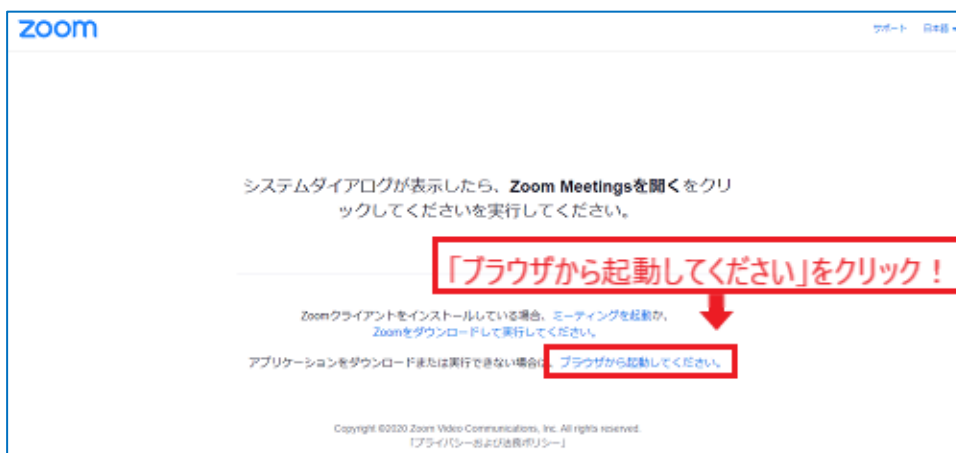 zoom
サポート 日本語
システムダイアログが表示したら、Zoom Meetingsを開くをクリ
ックしてくださいを実行してください。
「ブラウザから起動してください」をクリック！
Zoomクライアントをインストールしている場合、ミーティングを起動か、
Zoomをダウンロードして実行してください。
アプリケーションをダウンロードまたは実行できない場合は、ブラウザから起動してください。
Copyright ©2020 Zoom Video Communications, Inc. All rights reserved.
「プライバシーおよび法務ポリシー」